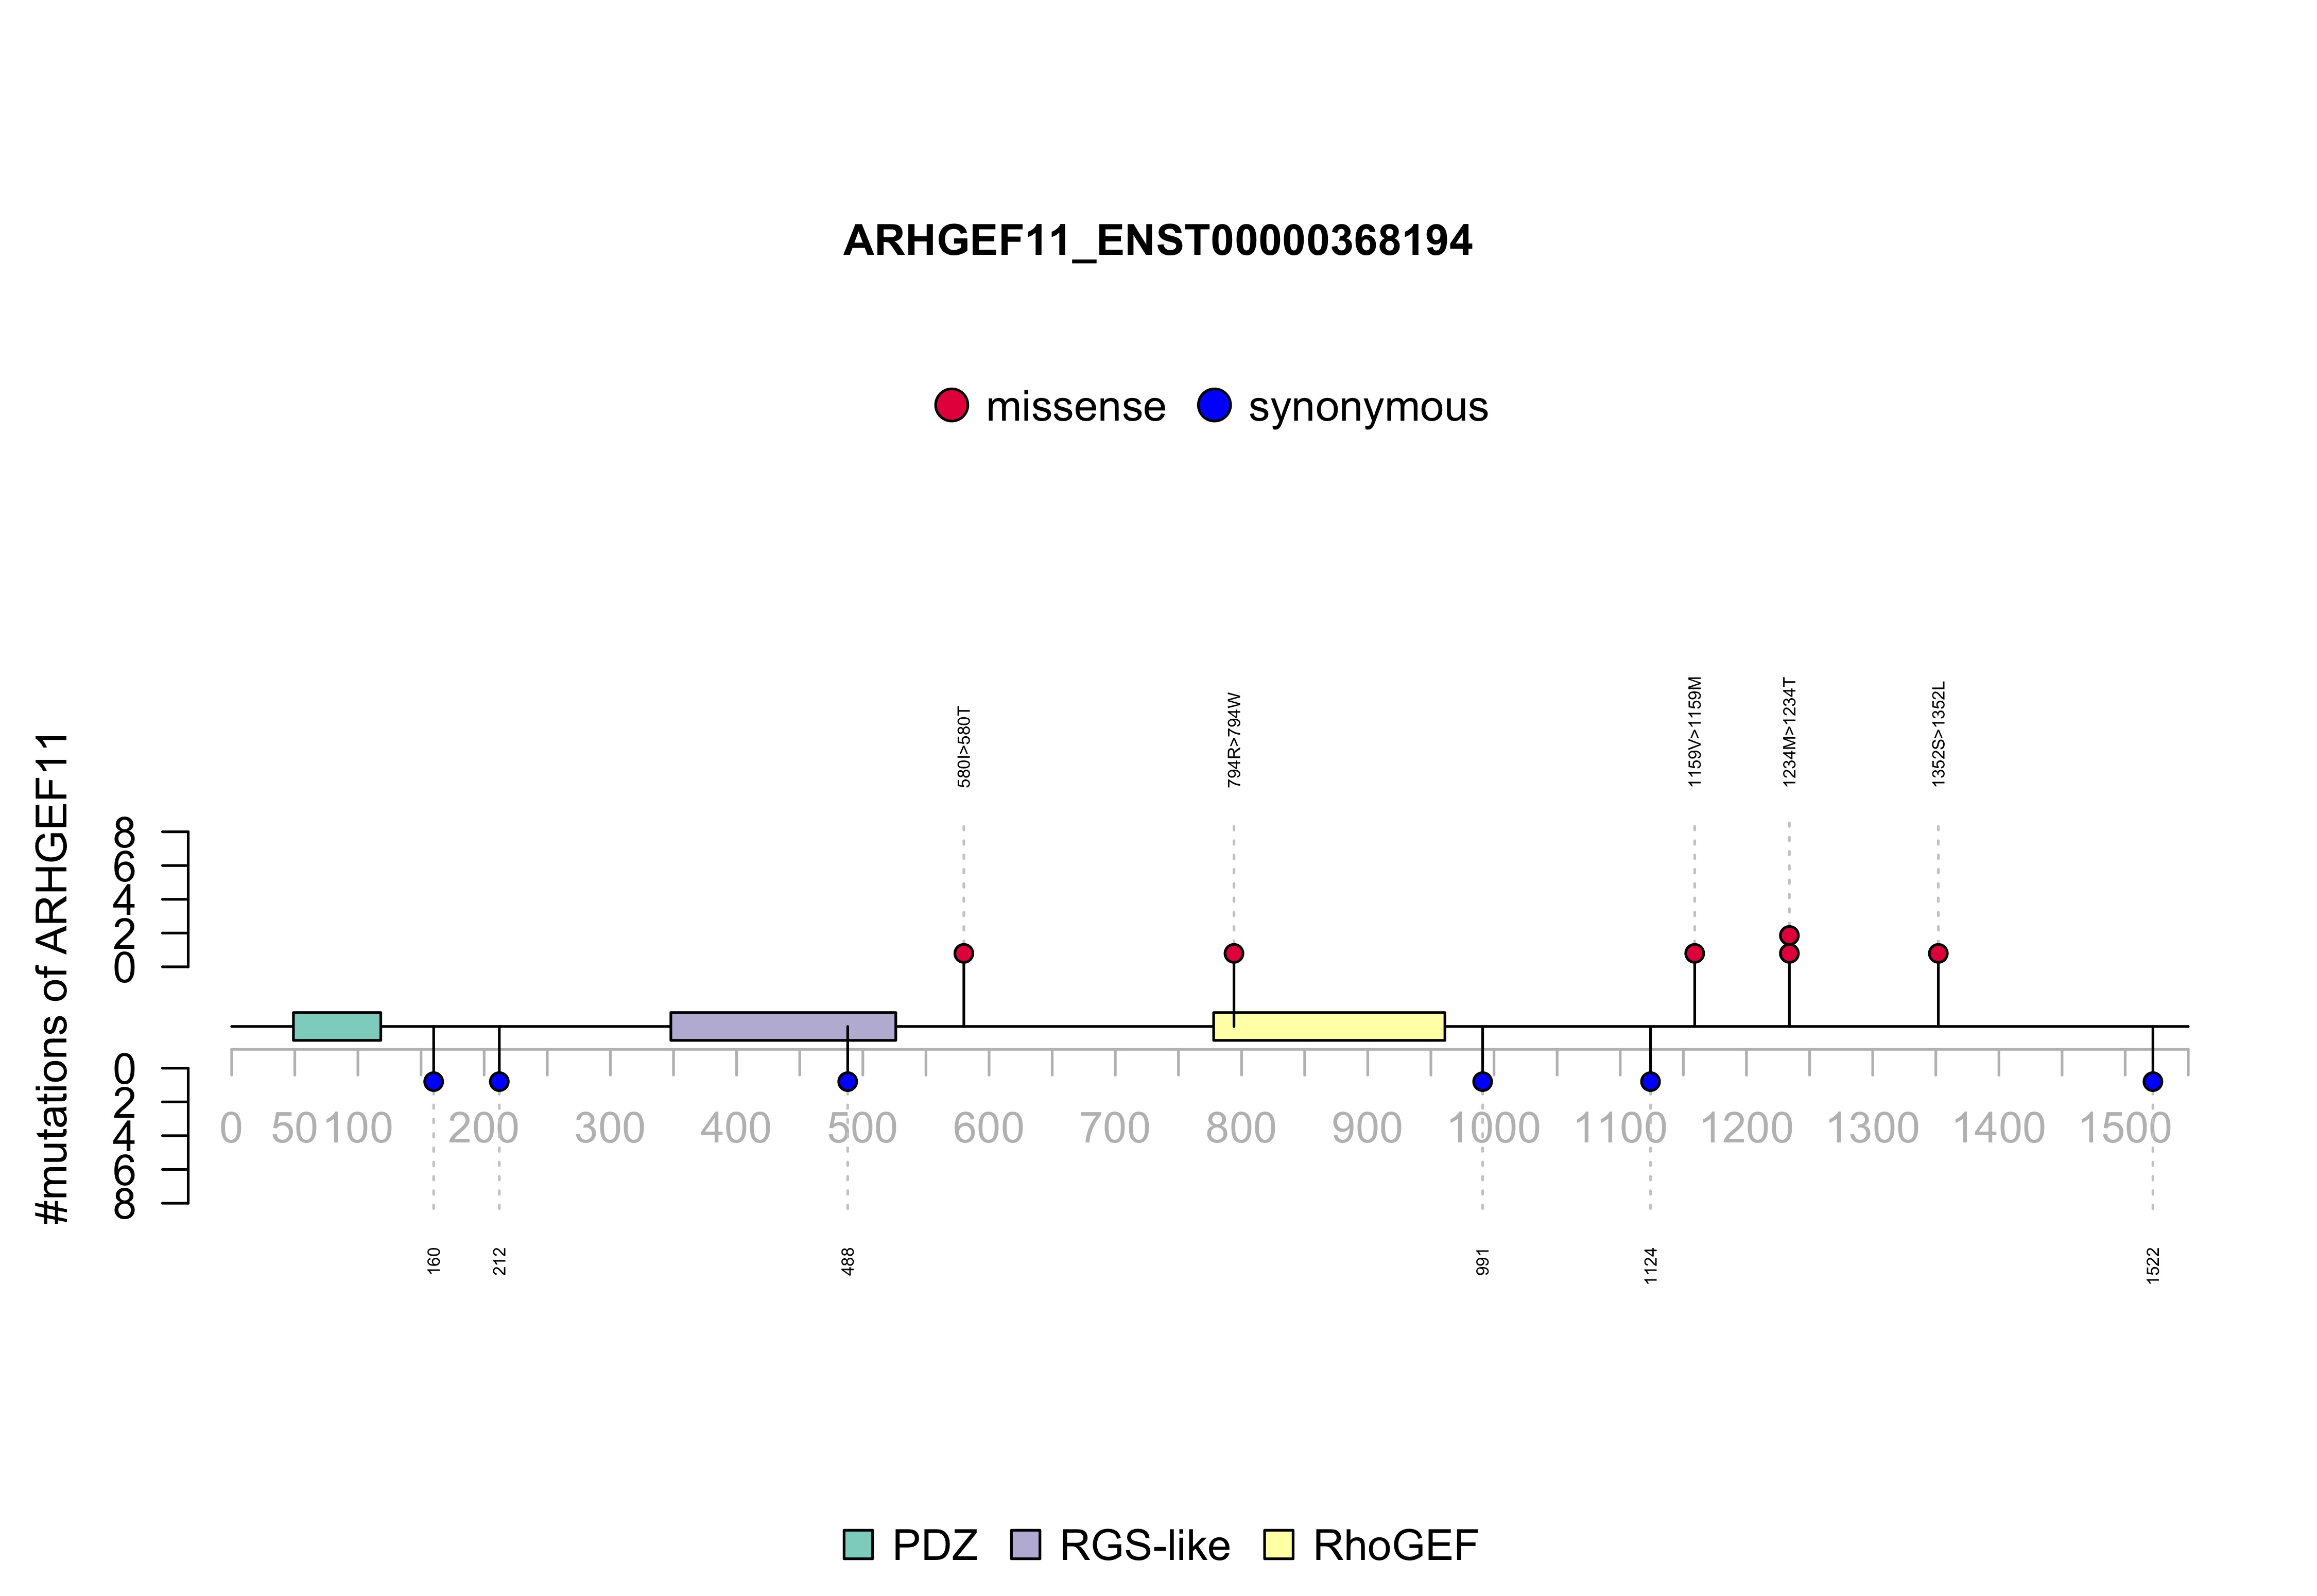 ARHGEF11_ENST00000368194
missense synonymous
580I>580T 794R>794W 1159V>1159M 1234M>1234T 1352S>1352L
#mutations of ARHGEF11
8
6
4
2
0
0
2
4
6
8
0 50 100 200 300 400 500 600 700 800 900 1000 1100 1200 1300 1400 1500
160 212 488 991 1124 1522
PDZ RGS-like RhoGEF